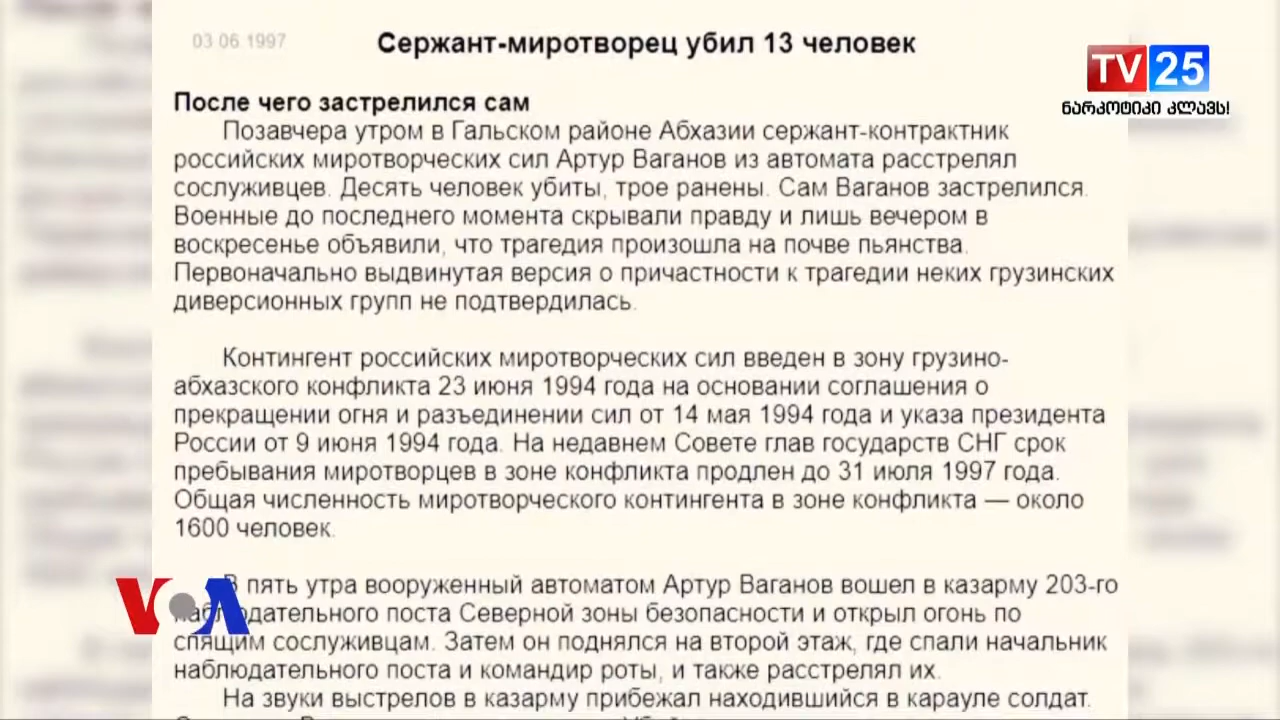 03 06 1997
Сержант-миротворец убил 13 человек
TV 25
ნარკოტიკი კლავს!
После чего застрелился сам
Позавчера утром в Гальском районе Абхазии сержант-контрактник
российских миротворческих сил Артур Ваганов из автомата расстрелял
сослуживцев. Десять человек убиты, трое ранены. Сам Ваганов застрелился.
Военные до последнего момента скрывали правду и лишь вечером в
воскресенье объявили, что трагедия произошла на почве пьянства.
Первоначально выдвинутая версия о причастности к трагедии неких грузинских
диверсионных групп не подтвердилась.
Контингент российских миротворческих сил введен в зону грузино-
абхазского конфликта 23 июня 1994 года на основании соглашения о
прекращении огня и разъединении сил от 14 мая 1994 года и указа президента
России от 9 июня 1994 года. На недавнем Совете глав государств СНГ срок
пребывания миротворцев в зоне конфликта продлен до 31 июля 1997 года.
Общая численность миротворческого контингента в зоне конфликта — около
1600 человек.
В пять утра вооруженный автоматом Артур Ваганов вошел в казарму 203-го
наблюдательного поста Северной зоны безопасности и открыл огонь по
спящим сослуживцам. Затем он поднялся на второй этаж, где спали начальник
наблюдательного поста и командир роты, и также расстрелял их.
На звуки выстрелов в казарму прибежал находившийся в карауле солдат.
VOA